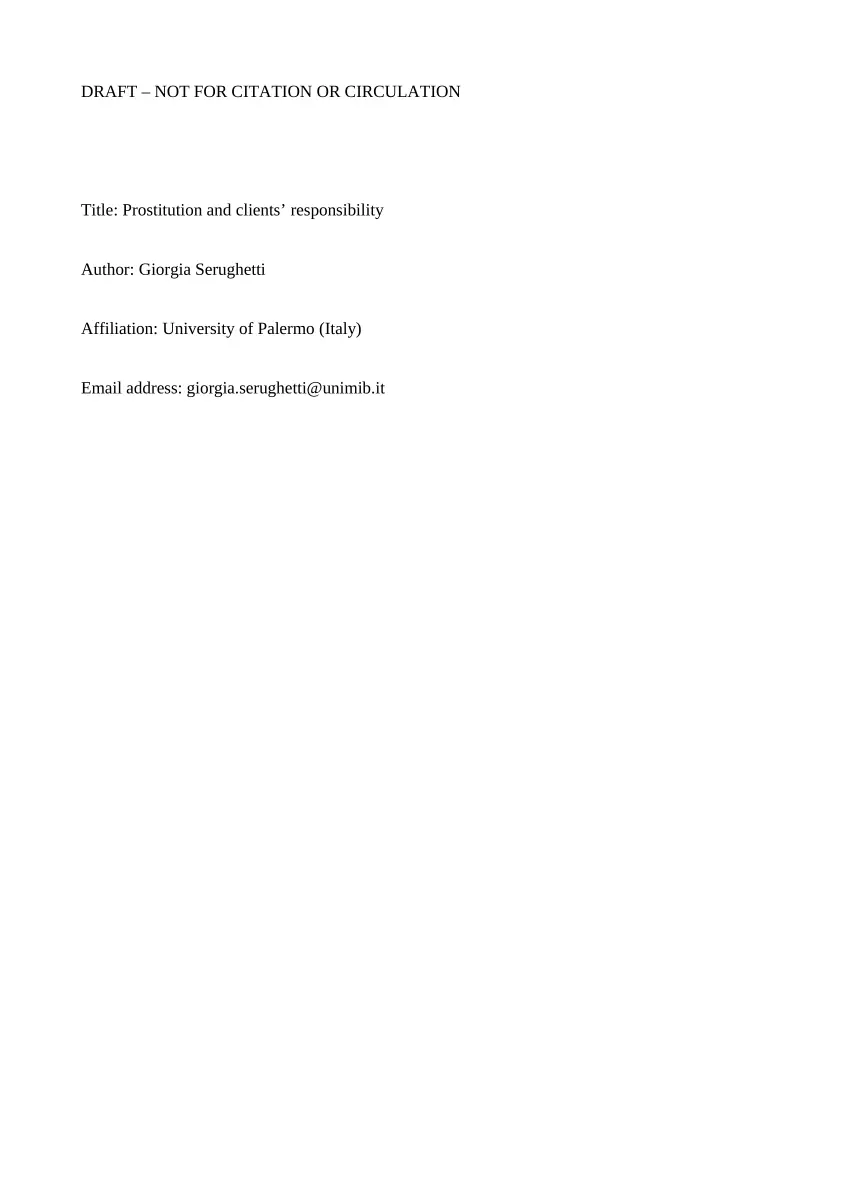 DRAFT – NOT FOR CITATION OR CIRCULATION
Title: Prostitution and clients’ responsibility
Author: Giorgia Serughetti
Affiliation: University of Palermo (Italy)
Email address: giorgia.serughetti@unimib.it